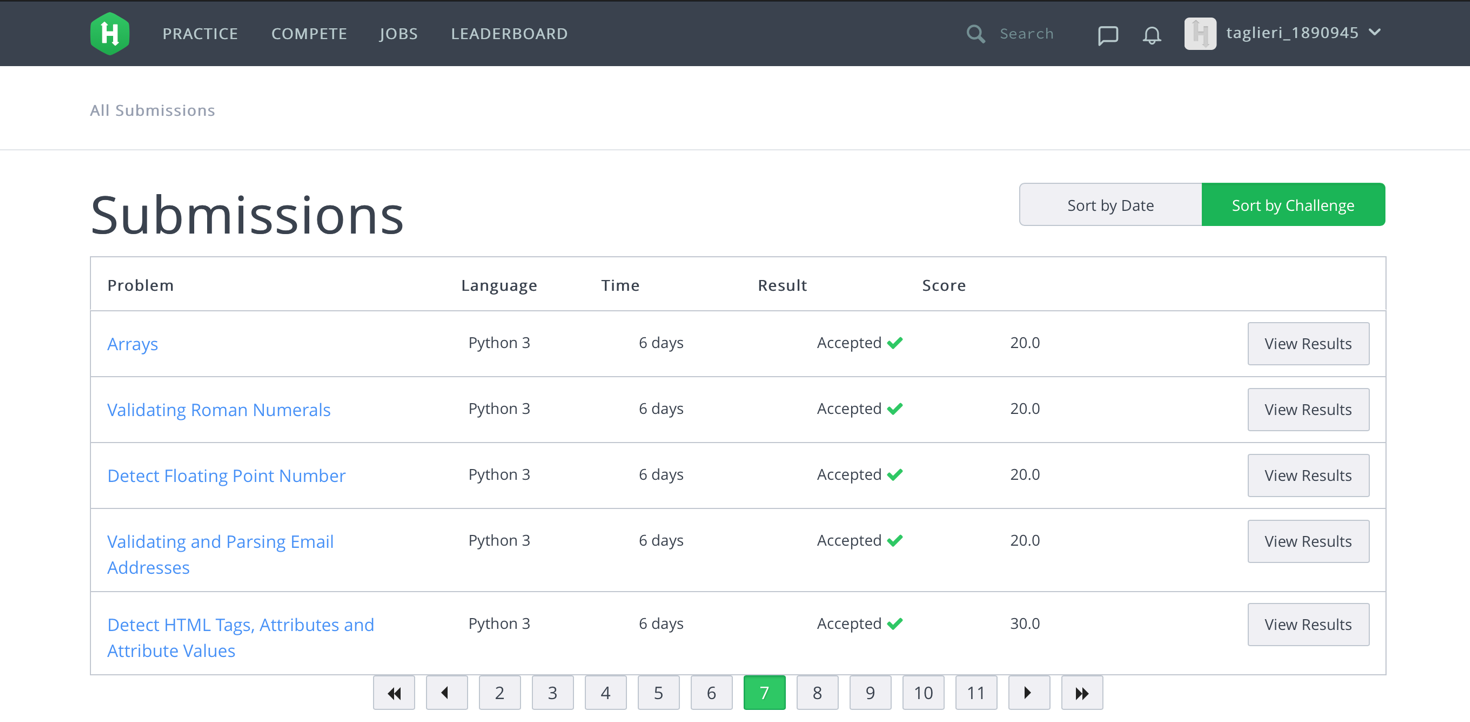 PRACTICE COMPETE JOBS LEADERBOARD Search taglieri_1890945
All Submissions
Submissions
Sort by Date Sort by Challenge
Problem Language Time Result Score
Arrays Python 3 6 days Accepted 20.0 View Results
Validating Roman Numerals Python 3 6 days Accepted 20.0 View Results
Detect Floating Point Number Python 3 6 days Accepted 20.0 View Results
Validating and Parsing Email Python 3 6 days Accepted 20.0 View Results
Addresses
Detect HTML Tags, Attributes and Python 3 6 days Accepted 30.0 View Results
Attribute Values
2 3 4 5 6 7 8 9 10 11